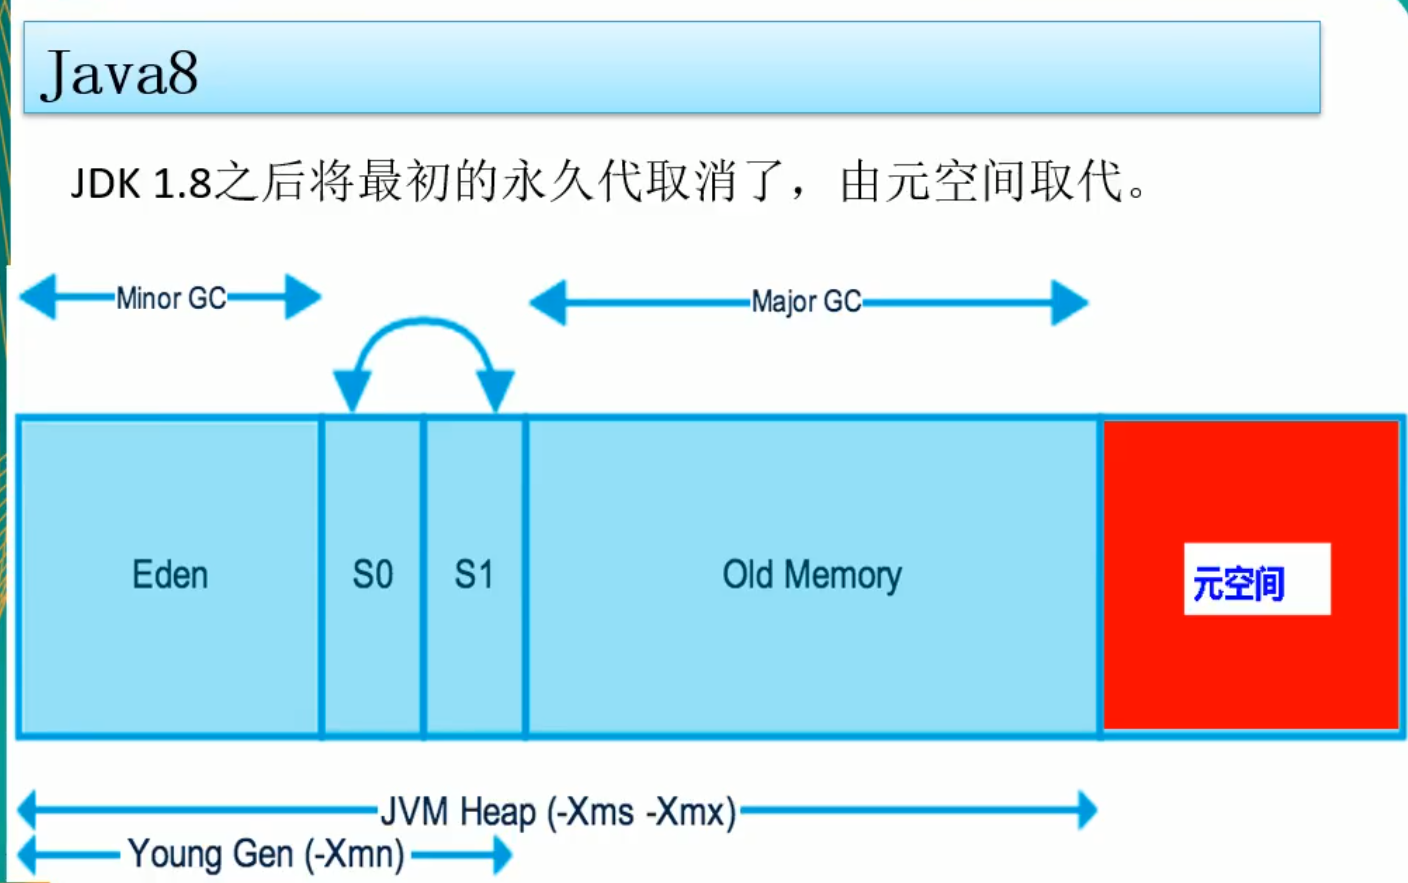 Java8
JDK 1.8之后将最初的永久代取消了，由元空间取代。
Minor GC
Major GC
Eden
S0
S1
Old Memory
元空间
JVM Heap (-Xms -Xmx)
Young Gen (-Xmn)